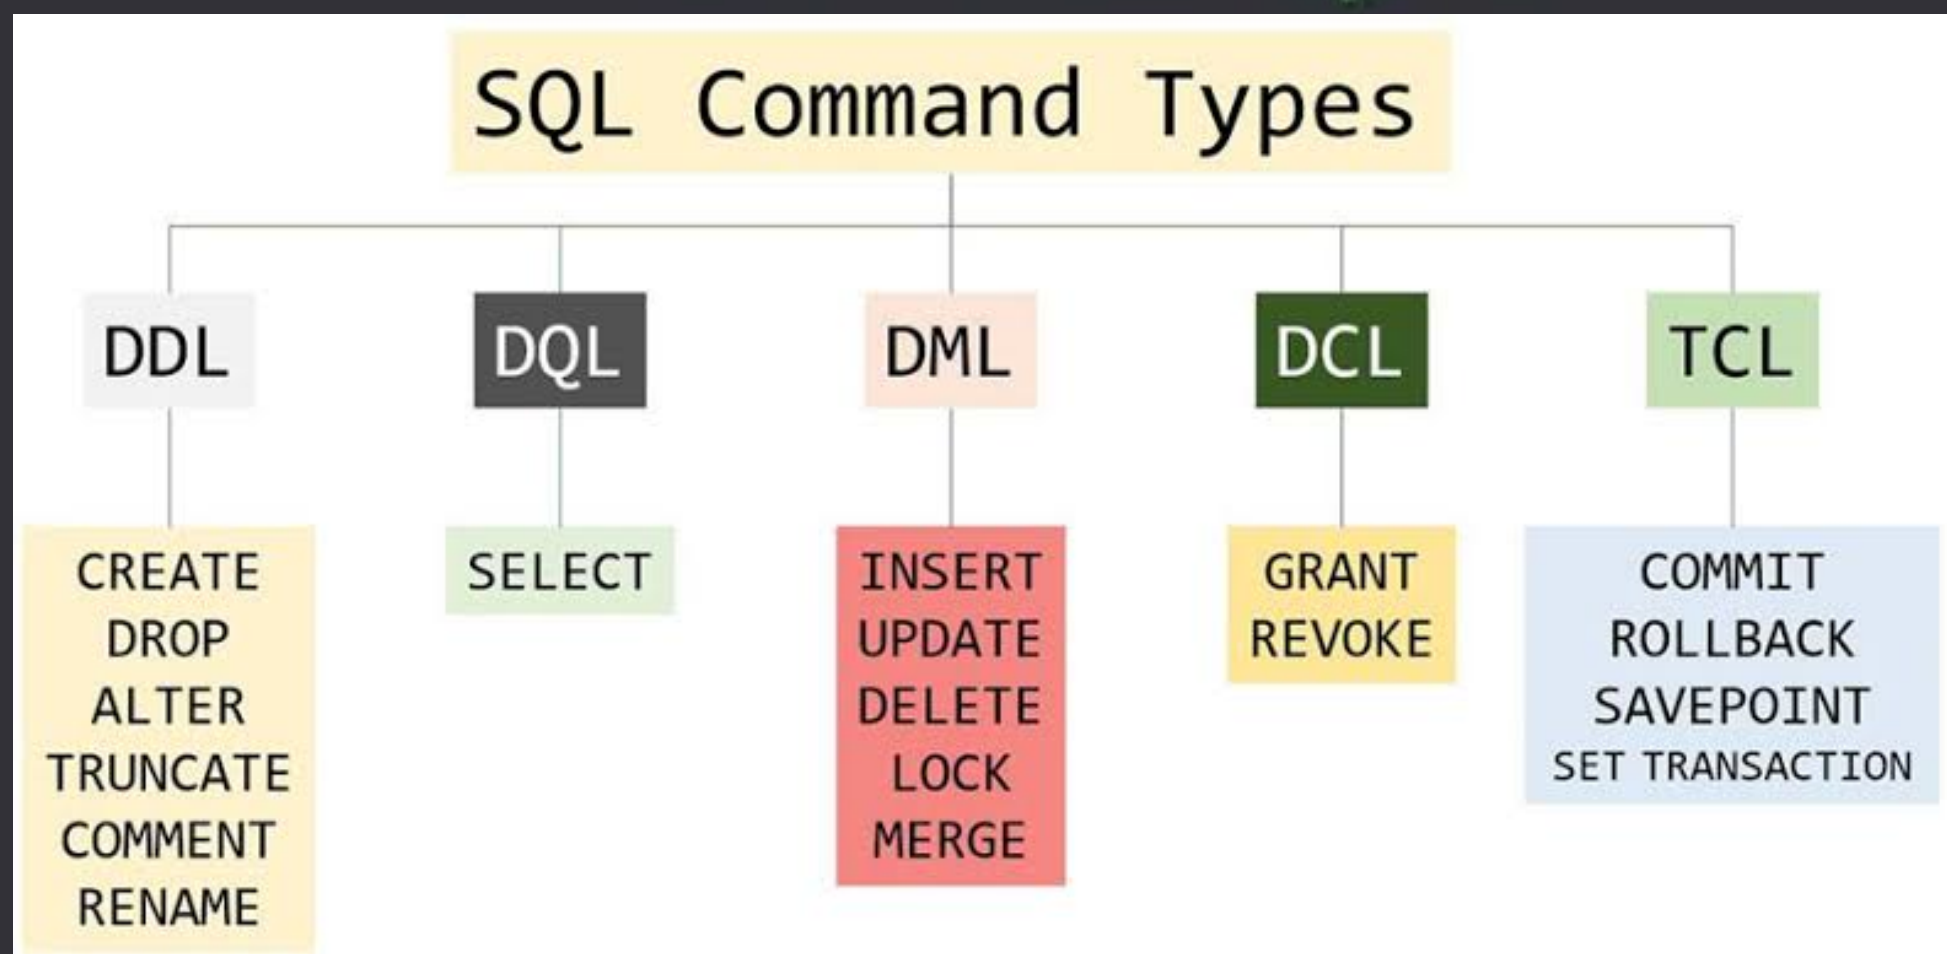 SQL Command Types
DDL
DQL
DML
DCL
TCL
CREATE
DROP
ALTER
TRUNCATE
COMMENT
RENAME
SELECT
INSERT
UPDATE
DELETE
LOCK
MERGE
GRANT
REVOKE
COMMIT
ROLLBACK
SAVEPOINT
SET TRANSACTION